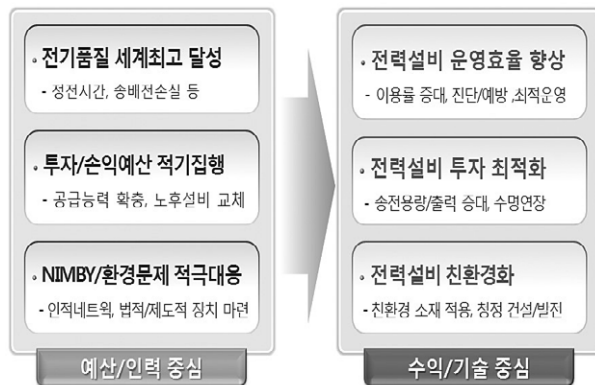 · 전기품질 세계최고 달성
- 정전시간, 송배전손실 등
· 투자/손익예산 적기집행
- 공급능력 확충, 노후설비 교체
· NIMBY/환경문제 적극대응
- 인적네트웍, 법적/제도적 장치 마련
예산/인력 중심
· 전력설비 운영효율 향상
- 이용률 증대, 진단/예방 ,최적운영
· 전력설비 투자 최적화
- 송전용량/출력 증대, 수명연장
· 전력설비 친환경화
- 친환경 소재 적용, 청정 건설/발전
수익/기술 중심